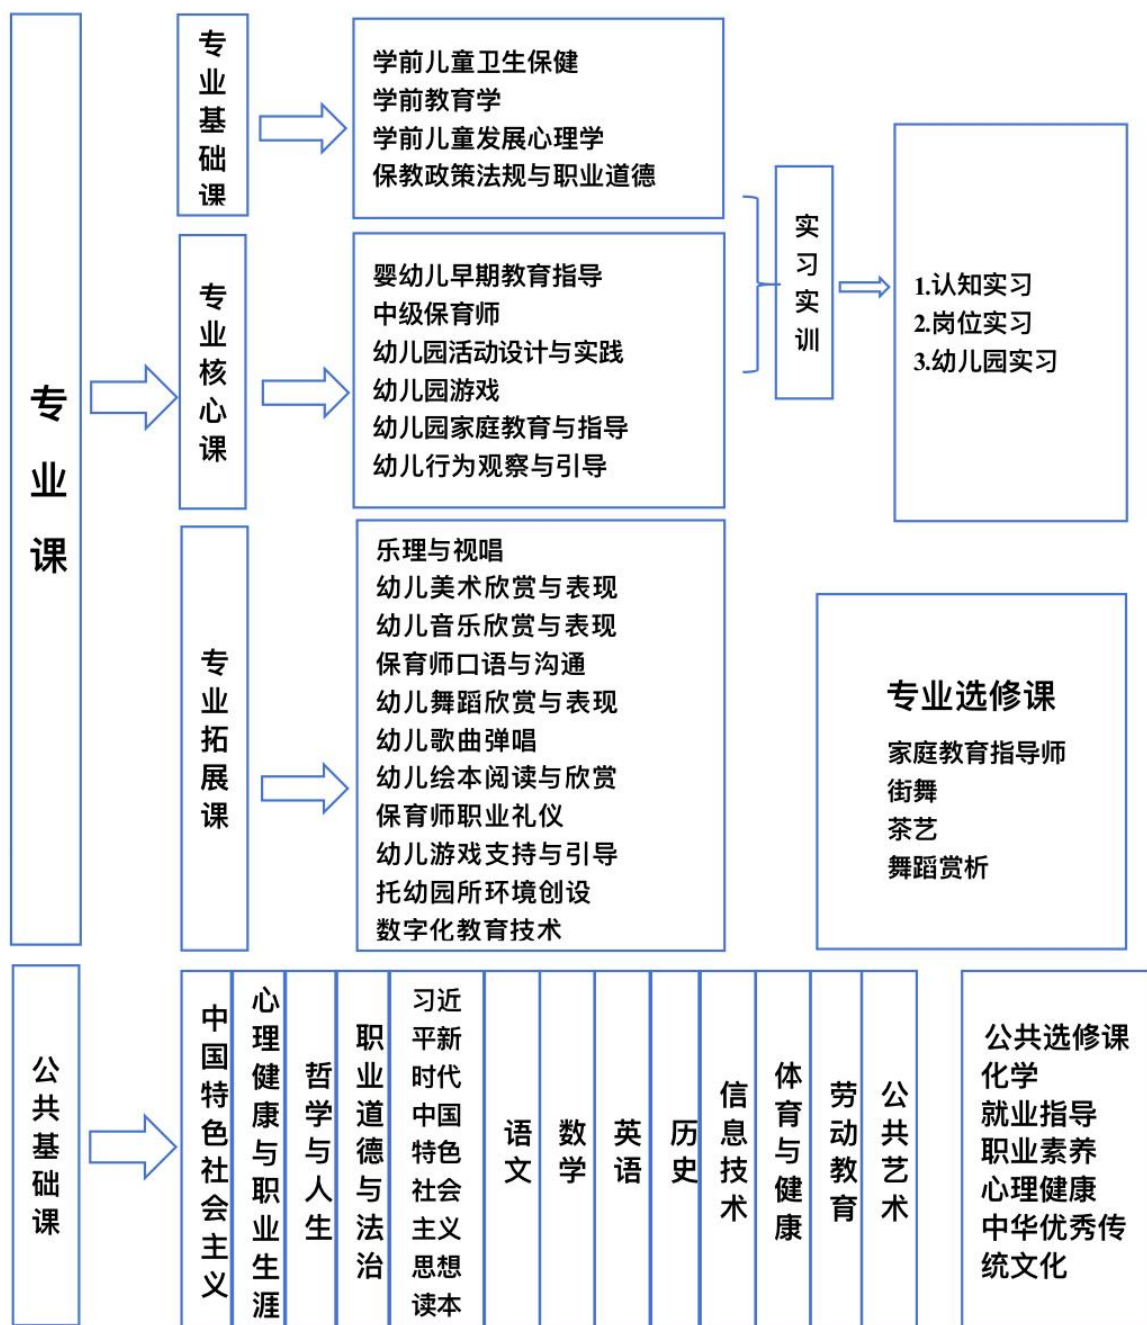 专业课
专业基础课
学前儿童卫生保健
学前教育学
学前儿童发展心理学
保教政策法规与职业道德
专业核心课
婴幼儿早期教育指导
中级保育师
幼儿园活动设计与实践
幼儿园游戏
幼儿园家庭教育与指导
幼儿行为观察与引导
实习实训
1.认知实习
2.岗位实习
3.幼儿园实习
专业拓展课
乐理与视唱
幼儿美术欣赏与表现
幼儿音乐欣赏与表现
保育师口语与沟通
幼儿舞蹈欣赏与表现
幼儿歌曲弹唱
幼儿绘本阅读与欣赏
保育师职业礼仪
幼儿游戏支持与引导
托幼园所环境创设
数字化教育技术
专业选修课
家庭教育指导师
街舞
茶艺
舞蹈赏析
公共基础课
中国特色社会主义
心理健康与职业生涯
哲学与人生
职业道德与法治
习近
平新
时代
中国
特色
社会
主义
思想
读本
语文
数学
英语
历史
信息技术
体育与健康
劳动教育
公共艺术
公共选修课
化学
就业指导
职业素养
心理健康
中华优秀传
统文化